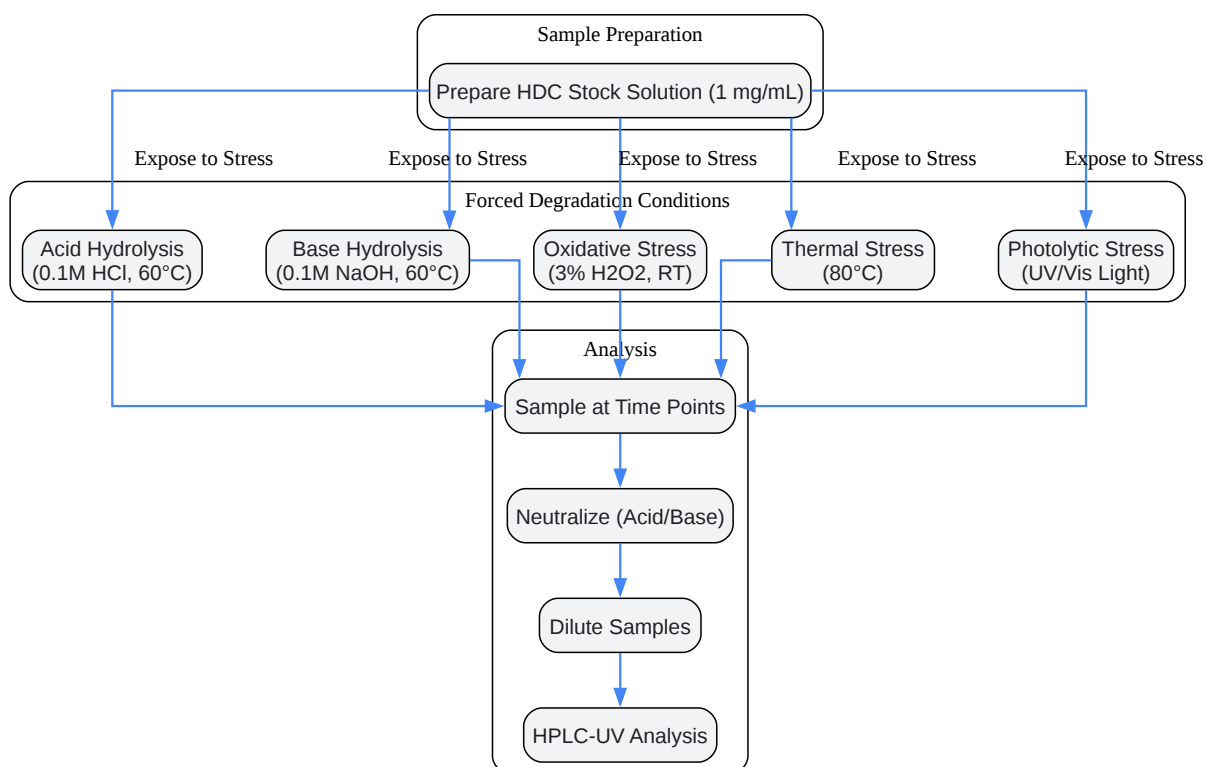 Sample Preparation
Prepare HDC Stock Solution (1 mg/mL)
Expose to Stress
Expose to Stress
Expose to Stress
Expose to Stress
Expose to Stress
Forced Degradation Conditions
Acid Hydrolysis
(0.1M HCl, 60°C)
Base Hydrolysis
(0.1M NaOH, 60°C)
Oxidative Stress
(3% H2O2, RT)
Thermal Stress
(80°C)
Photolytic Stress
(UV/Vis Light)
Analysis
Sample at Time Points
Neutralize (Acid/Base)
Dilute Samples
HPLC-UV Analysis